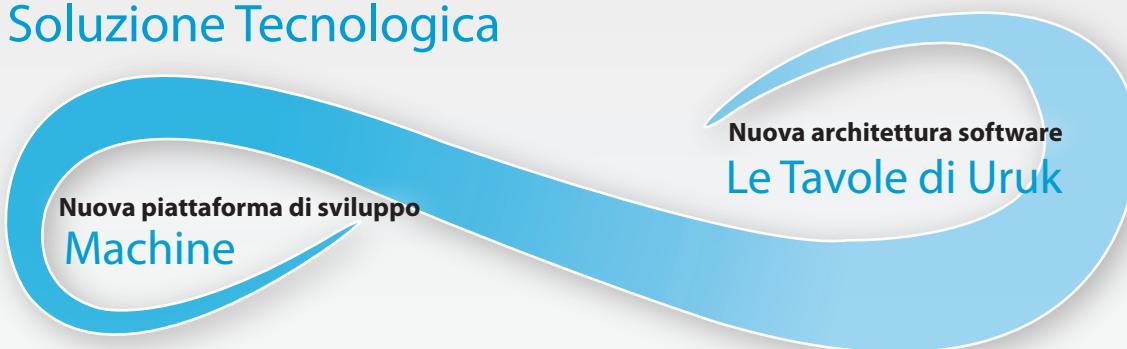 Soluzione Tecnologica
Nuova architettura software
Le Tavole di Uruk
Nuova piattaforma di sviluppo
Machine